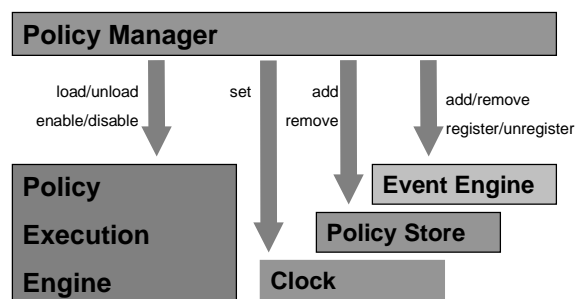 Policy Manager
load/unload
enable/disable
set
add
remove
add/remove
register/unregister
Policy
Execution
Engine
Event Engine
Policy Store
Clock